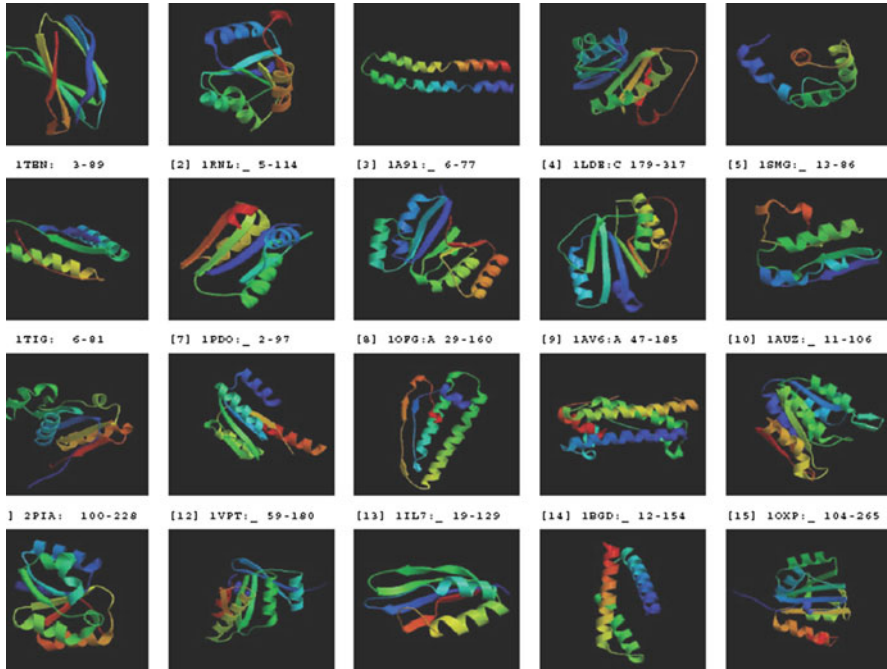 1TEN: 3-89 [2] 1RNL:_ 5-114 [3] 1A91:_ 6-77 [4] 1LDE:C 179-317 [5] 1SMG:_ 13-86
1TIG: 6-81 [7] 1PDO:_ 2-97 [8] 1OFG:A 29-160 [9] 1AV6:A 47-185 [10] 1AUZ:_ 11-106
] 2PIA: 100-228 [12] 1VPT:_ 59-180 [13] 1IL7:_ 19-129 [14] 1BGD:_ 12-154 [15] 1OXP:_ 104-265